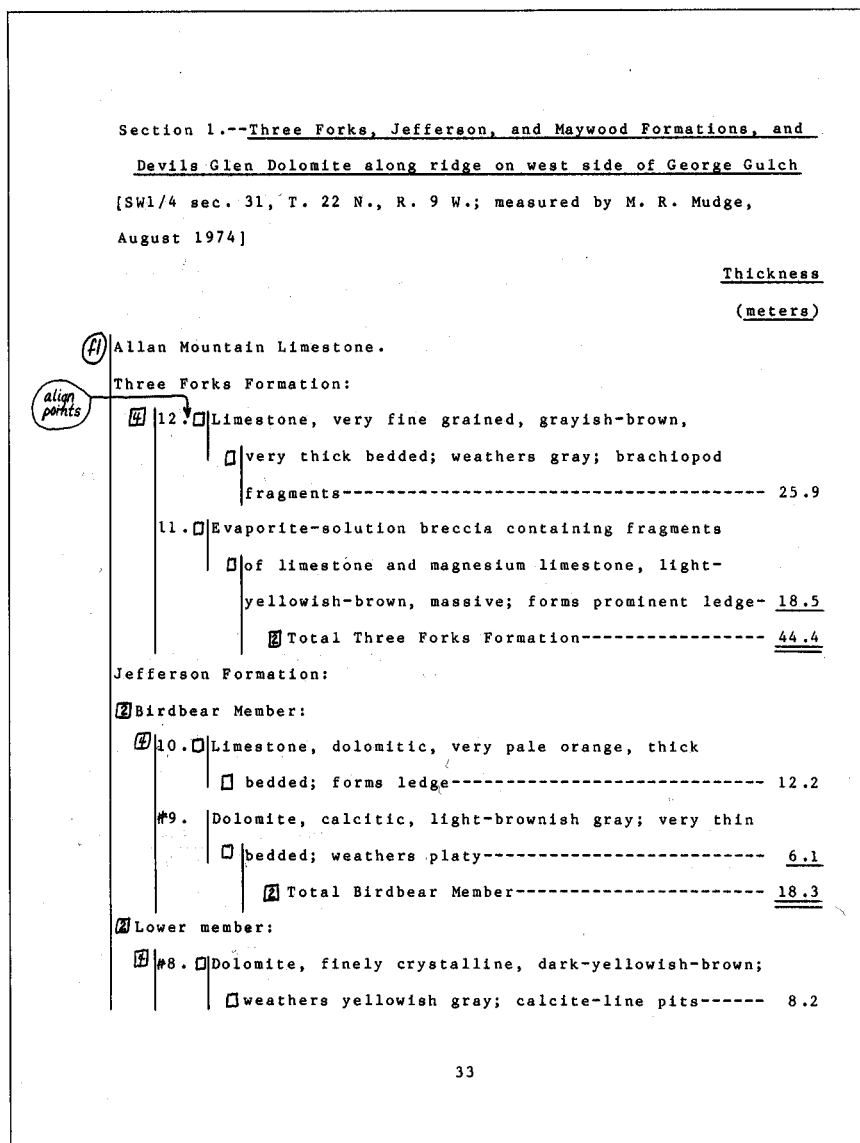 Section 1.--Three Forks, Jefferson, and Maywood Formations, and
Devils Glen Dolomite along ridge on west side of George Gulch
[SW1/4 sec. 31, T. 22 N., R. 9 W.; measured by M. R. Mudge,
August 1974]
Thickness
(meters)
fl Allan Mountain Limestone.
Three Forks Formation:
align
points
4 12. Limestone, very fine grained, grayish-brown,
very thick bedded; weathers gray; brachiopod
fragments--------------------------------------- 25.9
11. Evaporite-solution breccia containing fragments
of limestone and magnesium limestone, light-
yellowish-brown, massive; forms prominent ledge- 18.5
2 Total Three Forks Formation----------------- 44.4
Jefferson Formation:
2 Birdbear Member:
4 10. Limestone, dolomitic, very pale orange, thick
bedded; forms ledge----------------------------- 12.2
#9. Dolomite, calcitic, light-brownish gray; very thin
bedded; weathers platy-------------------------- 6.1
2 Total Birdbear Member----------------------- 18.3
2 Lower member:
4 #8. Dolomite, finely crystalline, dark-yellowish-brown;
weathers yellowish gray; calcite-line pits------ 8.2
33